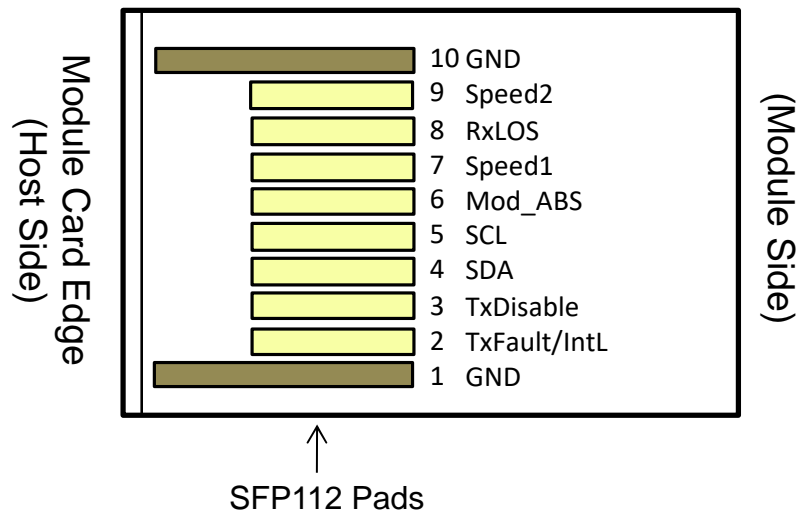 Module Card Edge
(Host Side)
10 GND
9 Speed2
8 RxLOS
7 Speed1
6 Mod_ABS
5 SCL
4 SDA
3 TxDisable
2 TxFault/IntL
1 GND
(Module Side)
SFP112 Pads